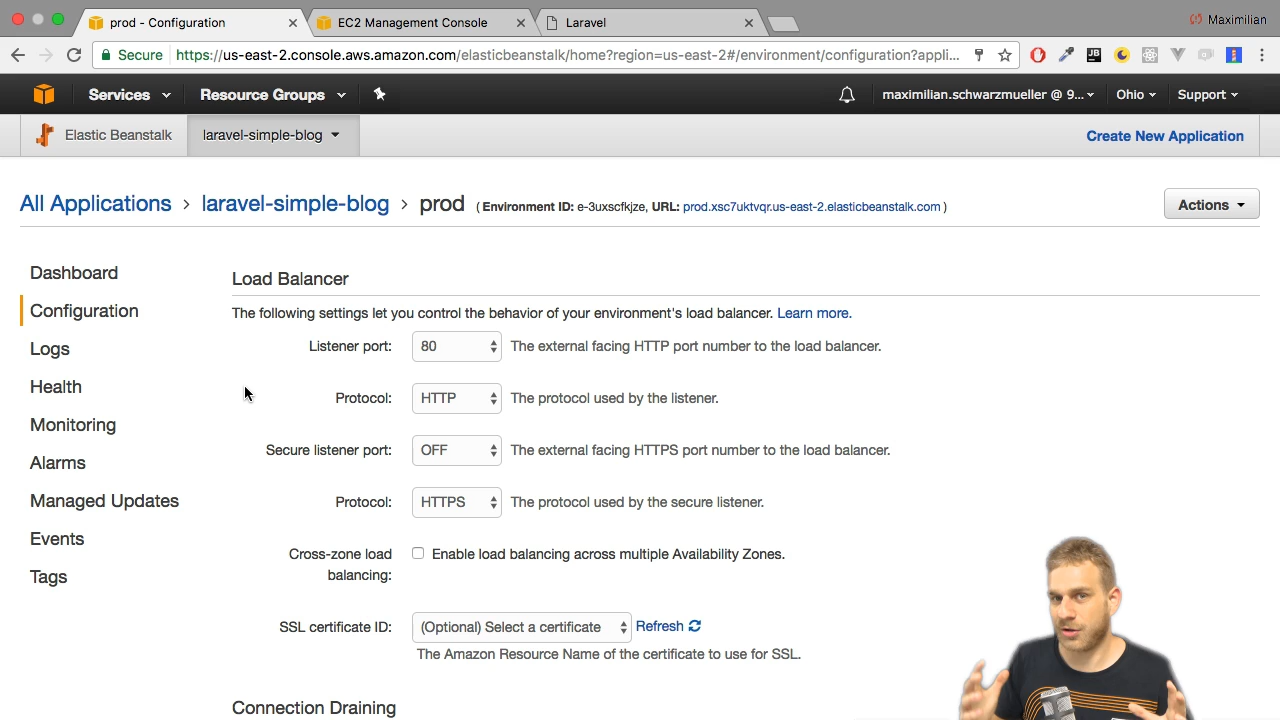 prod - Configuration
EC2 Management Console
Laravel
Maximilian
Secure
https://us-east-2.console.aws.amazon.com/elasticbeanstalk/home?region=us-east-2#/environment/configuration?appli...
JB
Services
Resource Groups
maximilian.schwarzmueller @ 9...
Ohio
Support
Elastic Beanstalk
laravel-simple-blog
Create New Application
All Applications › laravel-simple-blog › prod ( Environment ID: e-3uxscfkjze, URL: prod.xsc7uktvqr.us-east-2.elasticbeanstalk.com )
Actions
Dashboard
Configuration
Logs
Health
Monitoring
Alarms
Managed Updates
Events
Tags
Load Balancer
The following settings let you control the behavior of your environment's load balancer. Learn more.
Listener port: 80 The external facing HTTP port number to the load balancer.
Protocol: HTTP The protocol used by the listener.
Secure listener port: OFF The external facing HTTPS port number to the load balancer.
Protocol: HTTPS The protocol used by the secure listener.
Cross-zone load balancing: Enable load balancing across multiple Availability Zones.
SSL certificate ID: (Optional) Select a certificate Refresh
The Amazon Resource Name of the certificate to use for SSL.
Connection Draining